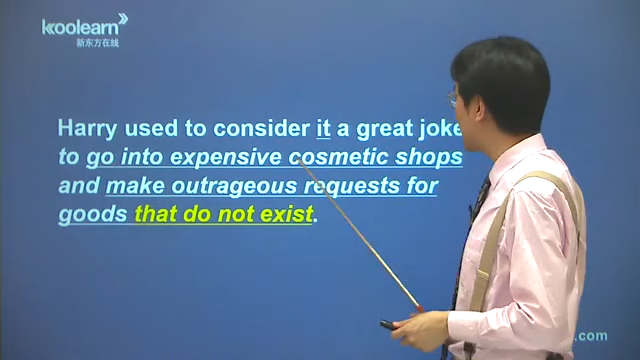 koolearn
新东方在线
Harry used to consider it a great joke
to go into expensive cosmetic shops
and make outrageous requests for
goods that do not exist.
.com